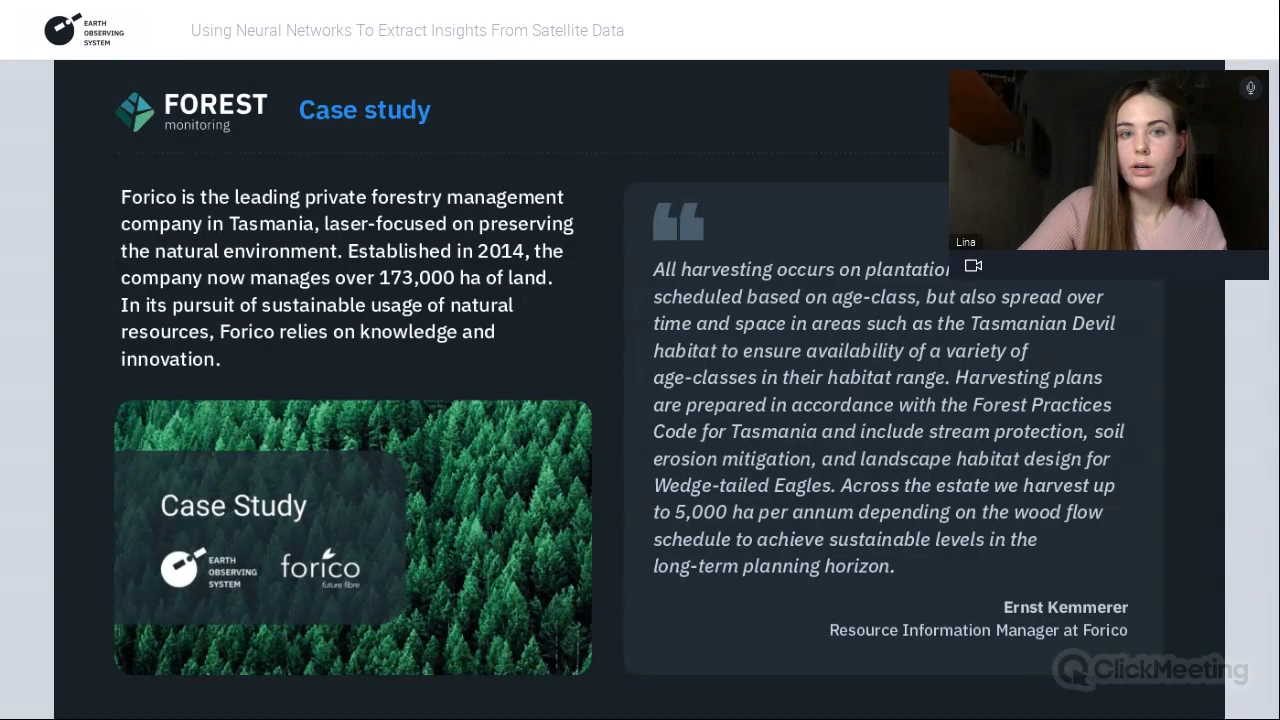 EARTH
OBSERVING
SYSTEM
Using Neural Networks To Extract Insights From Satellite Data
FOREST
monitoring
Case study
Lina
Forico is the leading private forestry management
company in Tasmania, laser-focused on preserving
the natural environment. Established in 2014, the
company now manages over 173,000 ha of land.
In its pursuit of sustainable usage of natural
resources, Forico relies on knowledge and
innovation.
Case Study
EARTH
OBSERVING
SYSTEM
forico
future fibre
“
All harvesting occurs on
scheduled based on age-class, but also spread over
time and space in areas such as the Tasmanian Devil
habitat to ensure availability of a variety of
age-classes in their habitat range. Harvesting plans
are prepared in accordance with the Forest Practices
Code for Tasmania and include stream protection, soil
erosion mitigation, and landscape habitat design for
Wedge-tailed Eagles. Across the estate we harvest up
to 5,000 ha per annum depending on the wood flow
schedule to achieve sustainable levels in the
long-term planning horizon.
Ernst Kemmerer
Resource Information Manager at Forico
ClickMeeting